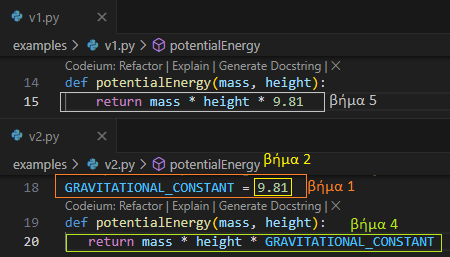 v1.py
examples > v1.py > potentialEnergy
Codeium: Refactor | Explain | Generate Docstring | ×
14 def potentialEnergy(mass, height):
15 return mass * height * 9.81 βήμα 5
v2.py
examples > v2.py > potentialEnergy βήμα 2
18 GRAVITATIONAL_CONSTANT = 9.81 βήμα 1
Codeium: Refactor | Explain | Generate Docstring | ×
19 def potentialEnergy(mass, height): βήμα 4
20 return mass * height * GRAVITATIONAL_CONSTANT